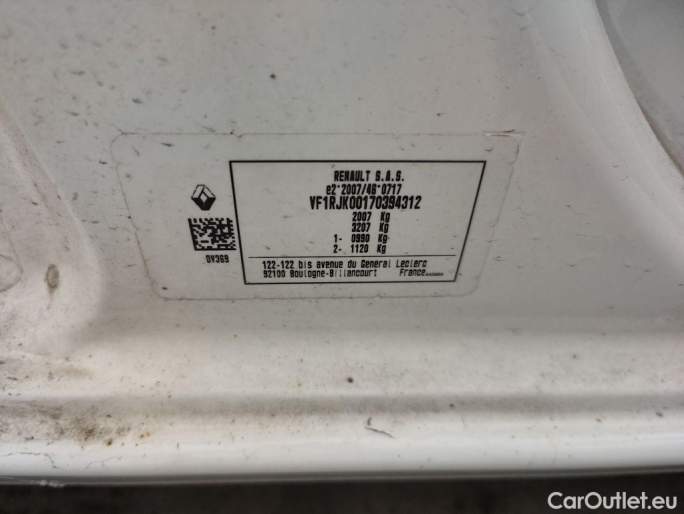 RENAULT S.A.S.
e2*2007/46*0717
VF1RJK00170394312
2007 Kg
3207 Kg
1- 0990 Kg
2- 1120 Kg
0V369
122-122 bis avenue du General Leclerc
92100 Boulogne-Billancourt France
CarOutlet.eu